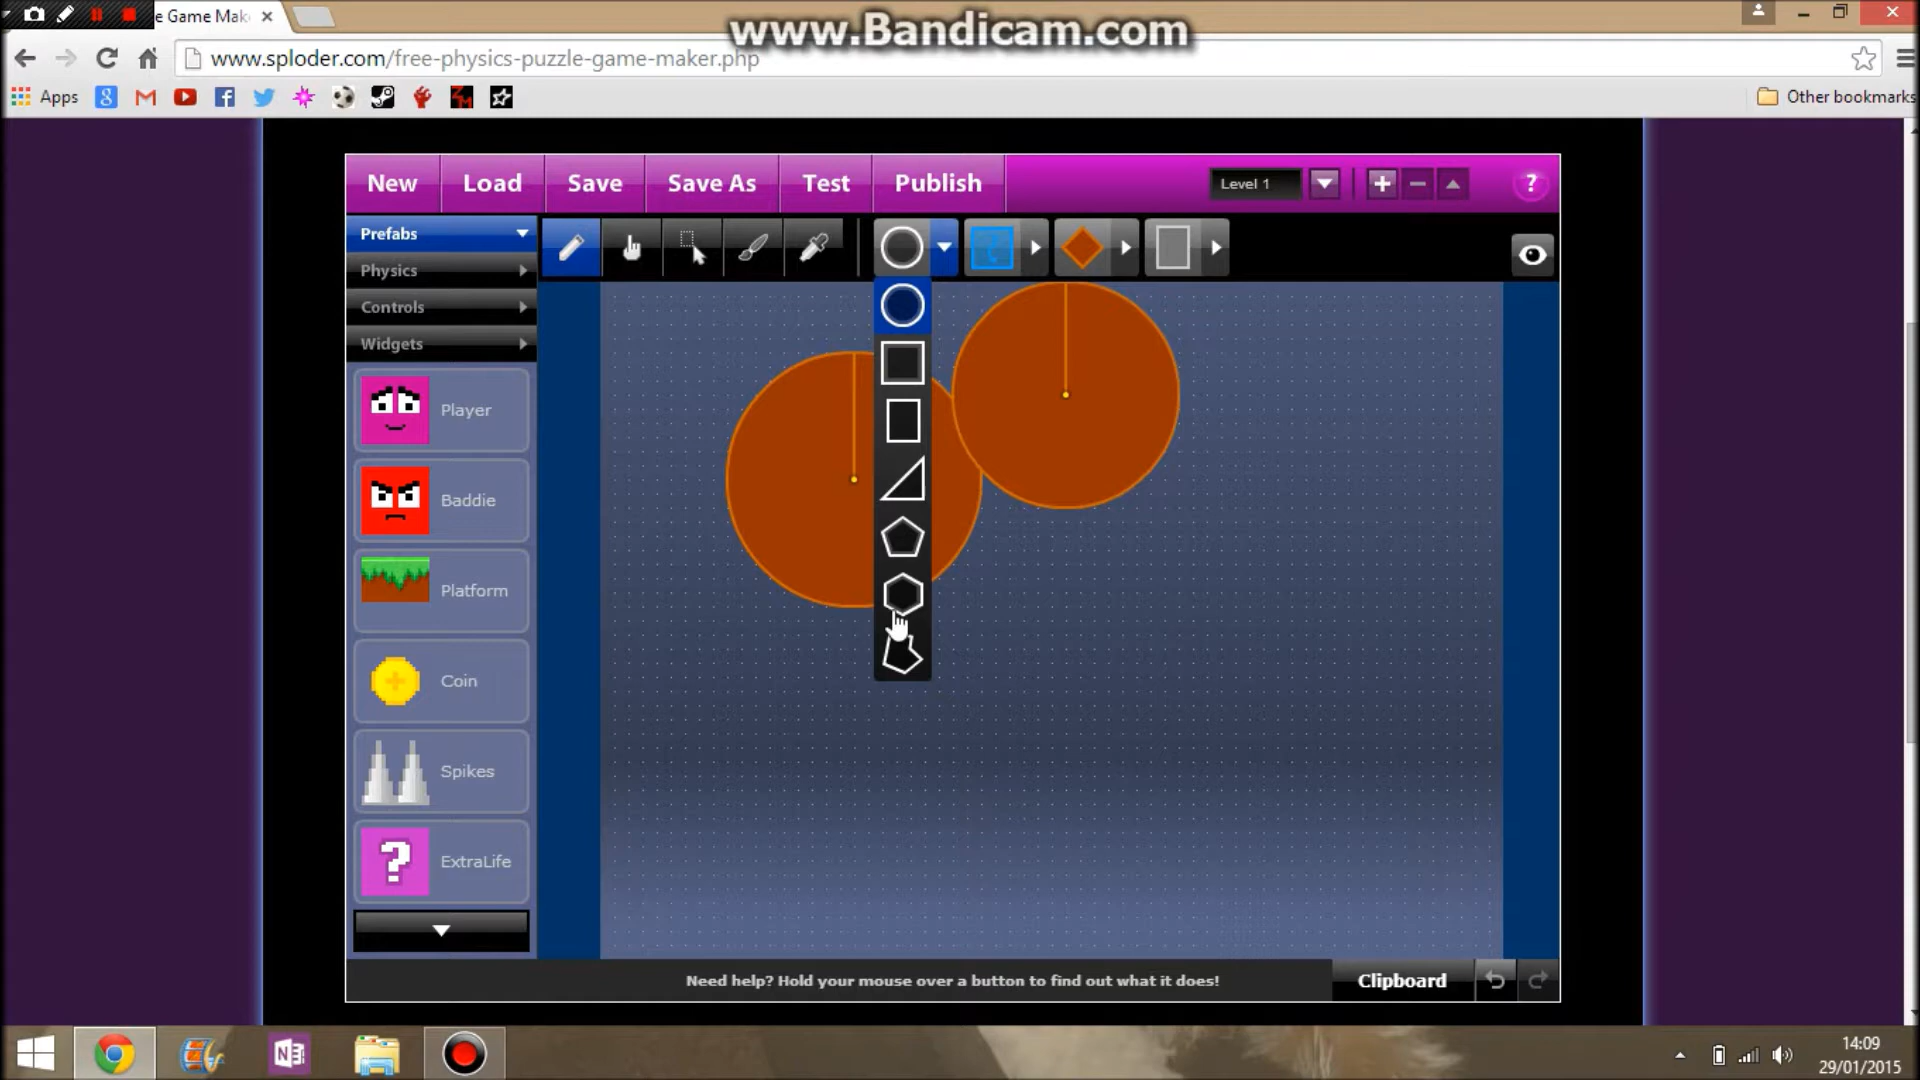 e Game Mak
www.Bandicam.com
www.sploder.com/free-physics-puzzle-game-maker.php
Apps
Other bookmarks
New
Load
Save
Save As
Test
Publish
Level 1
?
Prefabs
Physics
Controls
Widgets
Player
Baddie
Platform
Coin
Spikes
?
ExtraLife
Need help? Hold your mouse over a button to find out what it does!
Clipboard
14:09
29/01/2015